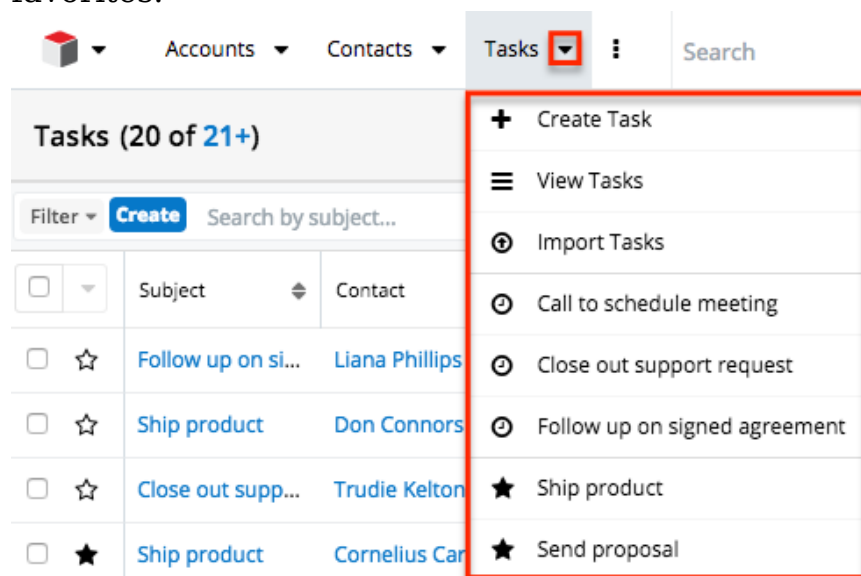 favorites.
Accounts Contacts Tasks Search
Tasks (20 of 21+)
Filter Create Search by subject...
Subject Contact
Follow up on si... Liana Phillips
Ship product Don Connors
Close out supp... Trudie Kelton
Ship product Cornelius Car
Create Task
View Tasks
Import Tasks
Call to schedule meeting
Close out support request
Follow up on signed agreement
Ship product
Send proposal